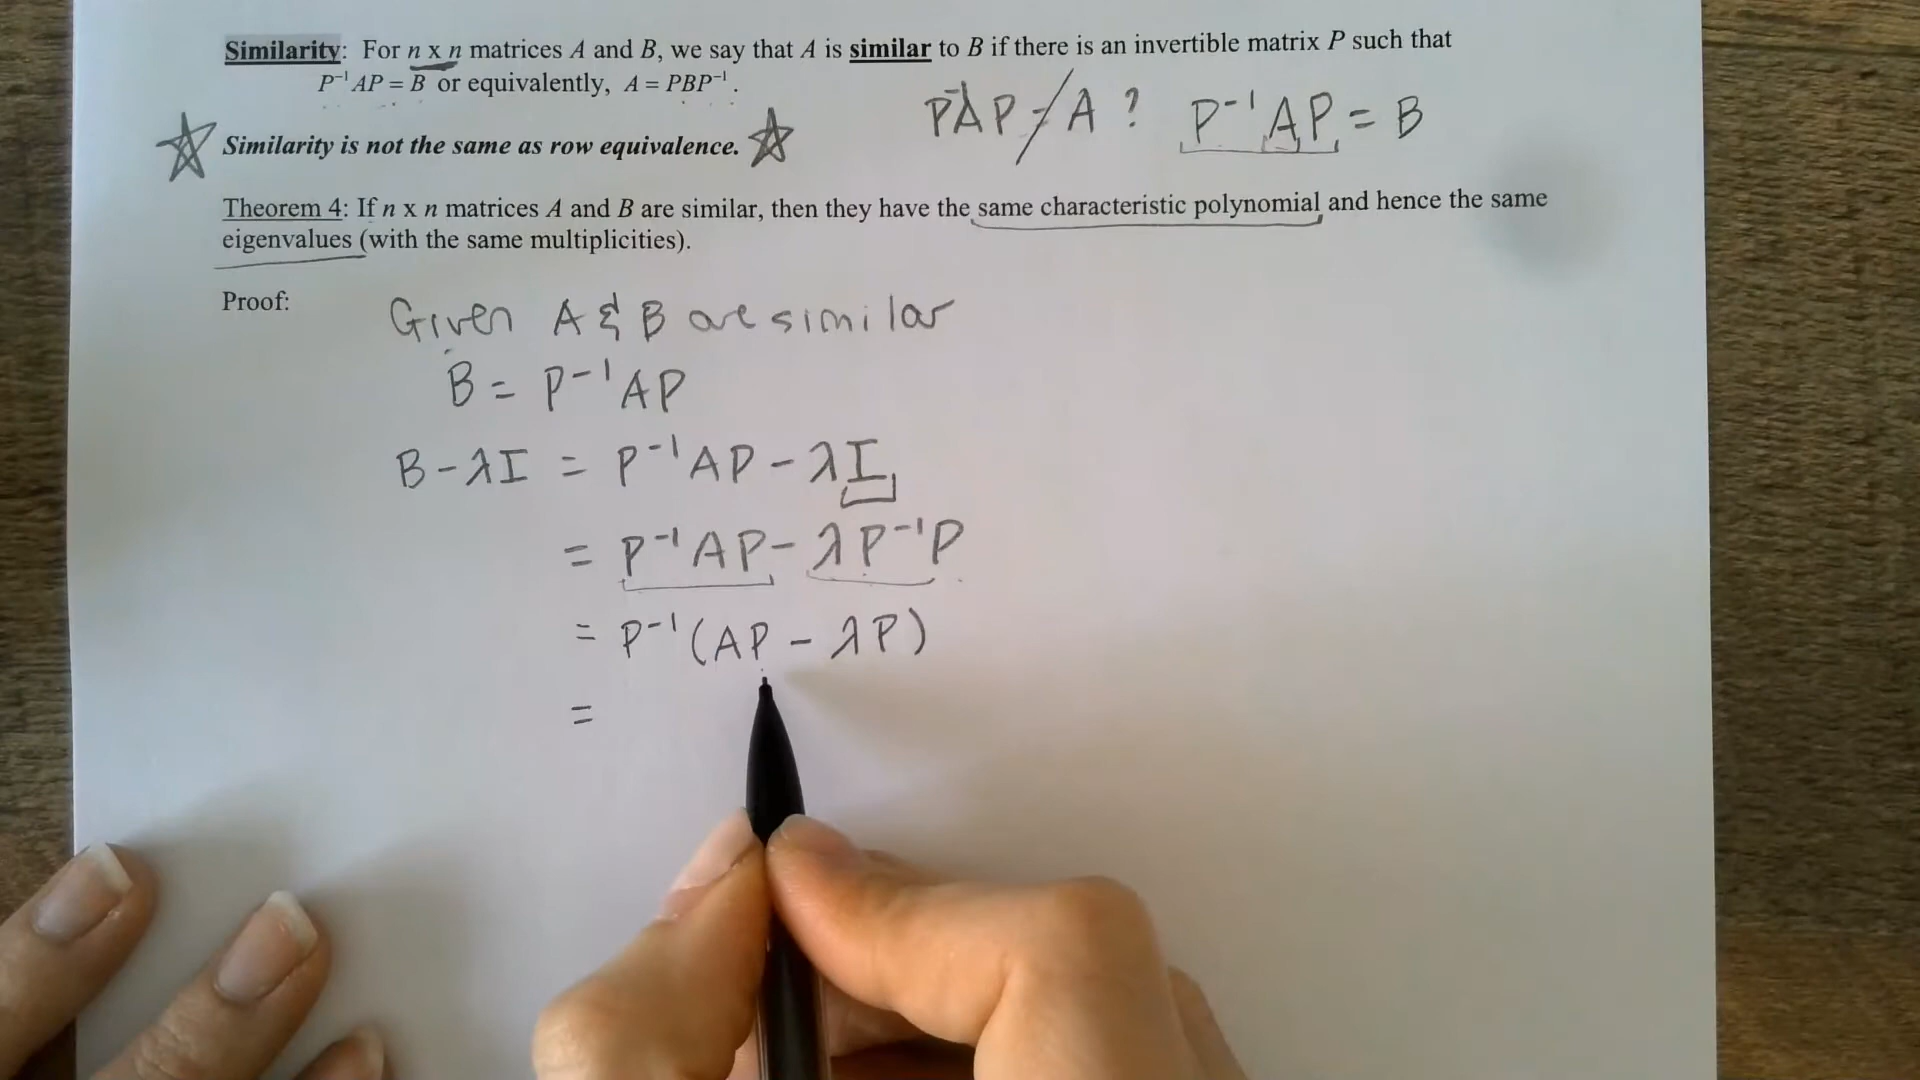 Similarity: For n x n matrices A and B, we say that A is similar to B if there is an invertible matrix P such that
P⁻¹AP = B or equivalently, A = PBP⁻¹.
P⁻AP ≠ A ? P⁻¹AP = B
Similarity is not the same as row equivalence.
Theorem 4: If n x n matrices A and B are similar, then they have the same characteristic polynomial and hence the same
eigenvalues (with the same multiplicities).
Proof:
Given A & B are similar
B = P⁻¹AP
B - λI = P⁻¹AP - λI
= P⁻¹AP - λP⁻¹P
= P⁻¹(AP - λP)
=